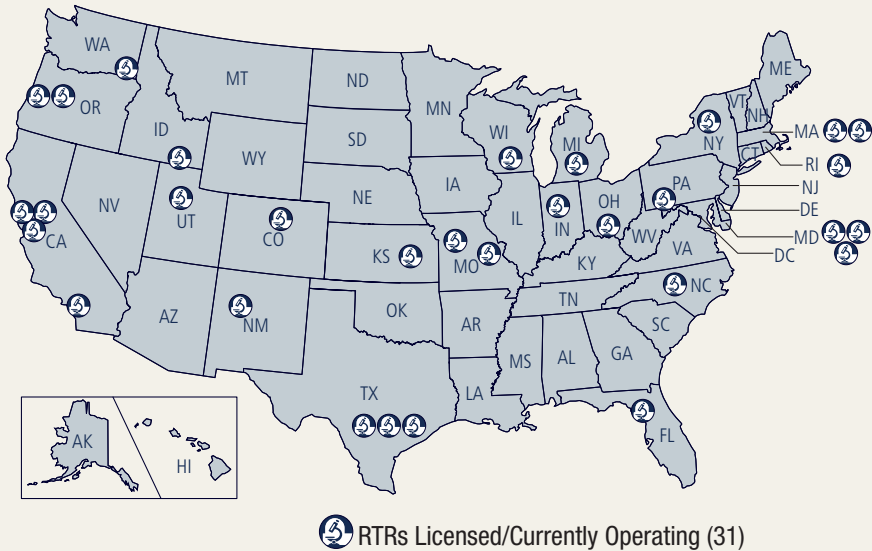 WA
MT
ND
MN
ME
OR
ID
SD
WI
MI
VT
NH
NY
MA
WY
IA
CT
RI
NE
PA
NJ
NV
UT
CO
IL
IN
OH
DE
CA
KS
MO
WV
VA
MD
DC
KY
NC
AZ
NM
OK
AR
TN
SC
MS
AL
GA
TX
LA
FL
AK
HI
RTRs Licensed/Currently Operating (31)